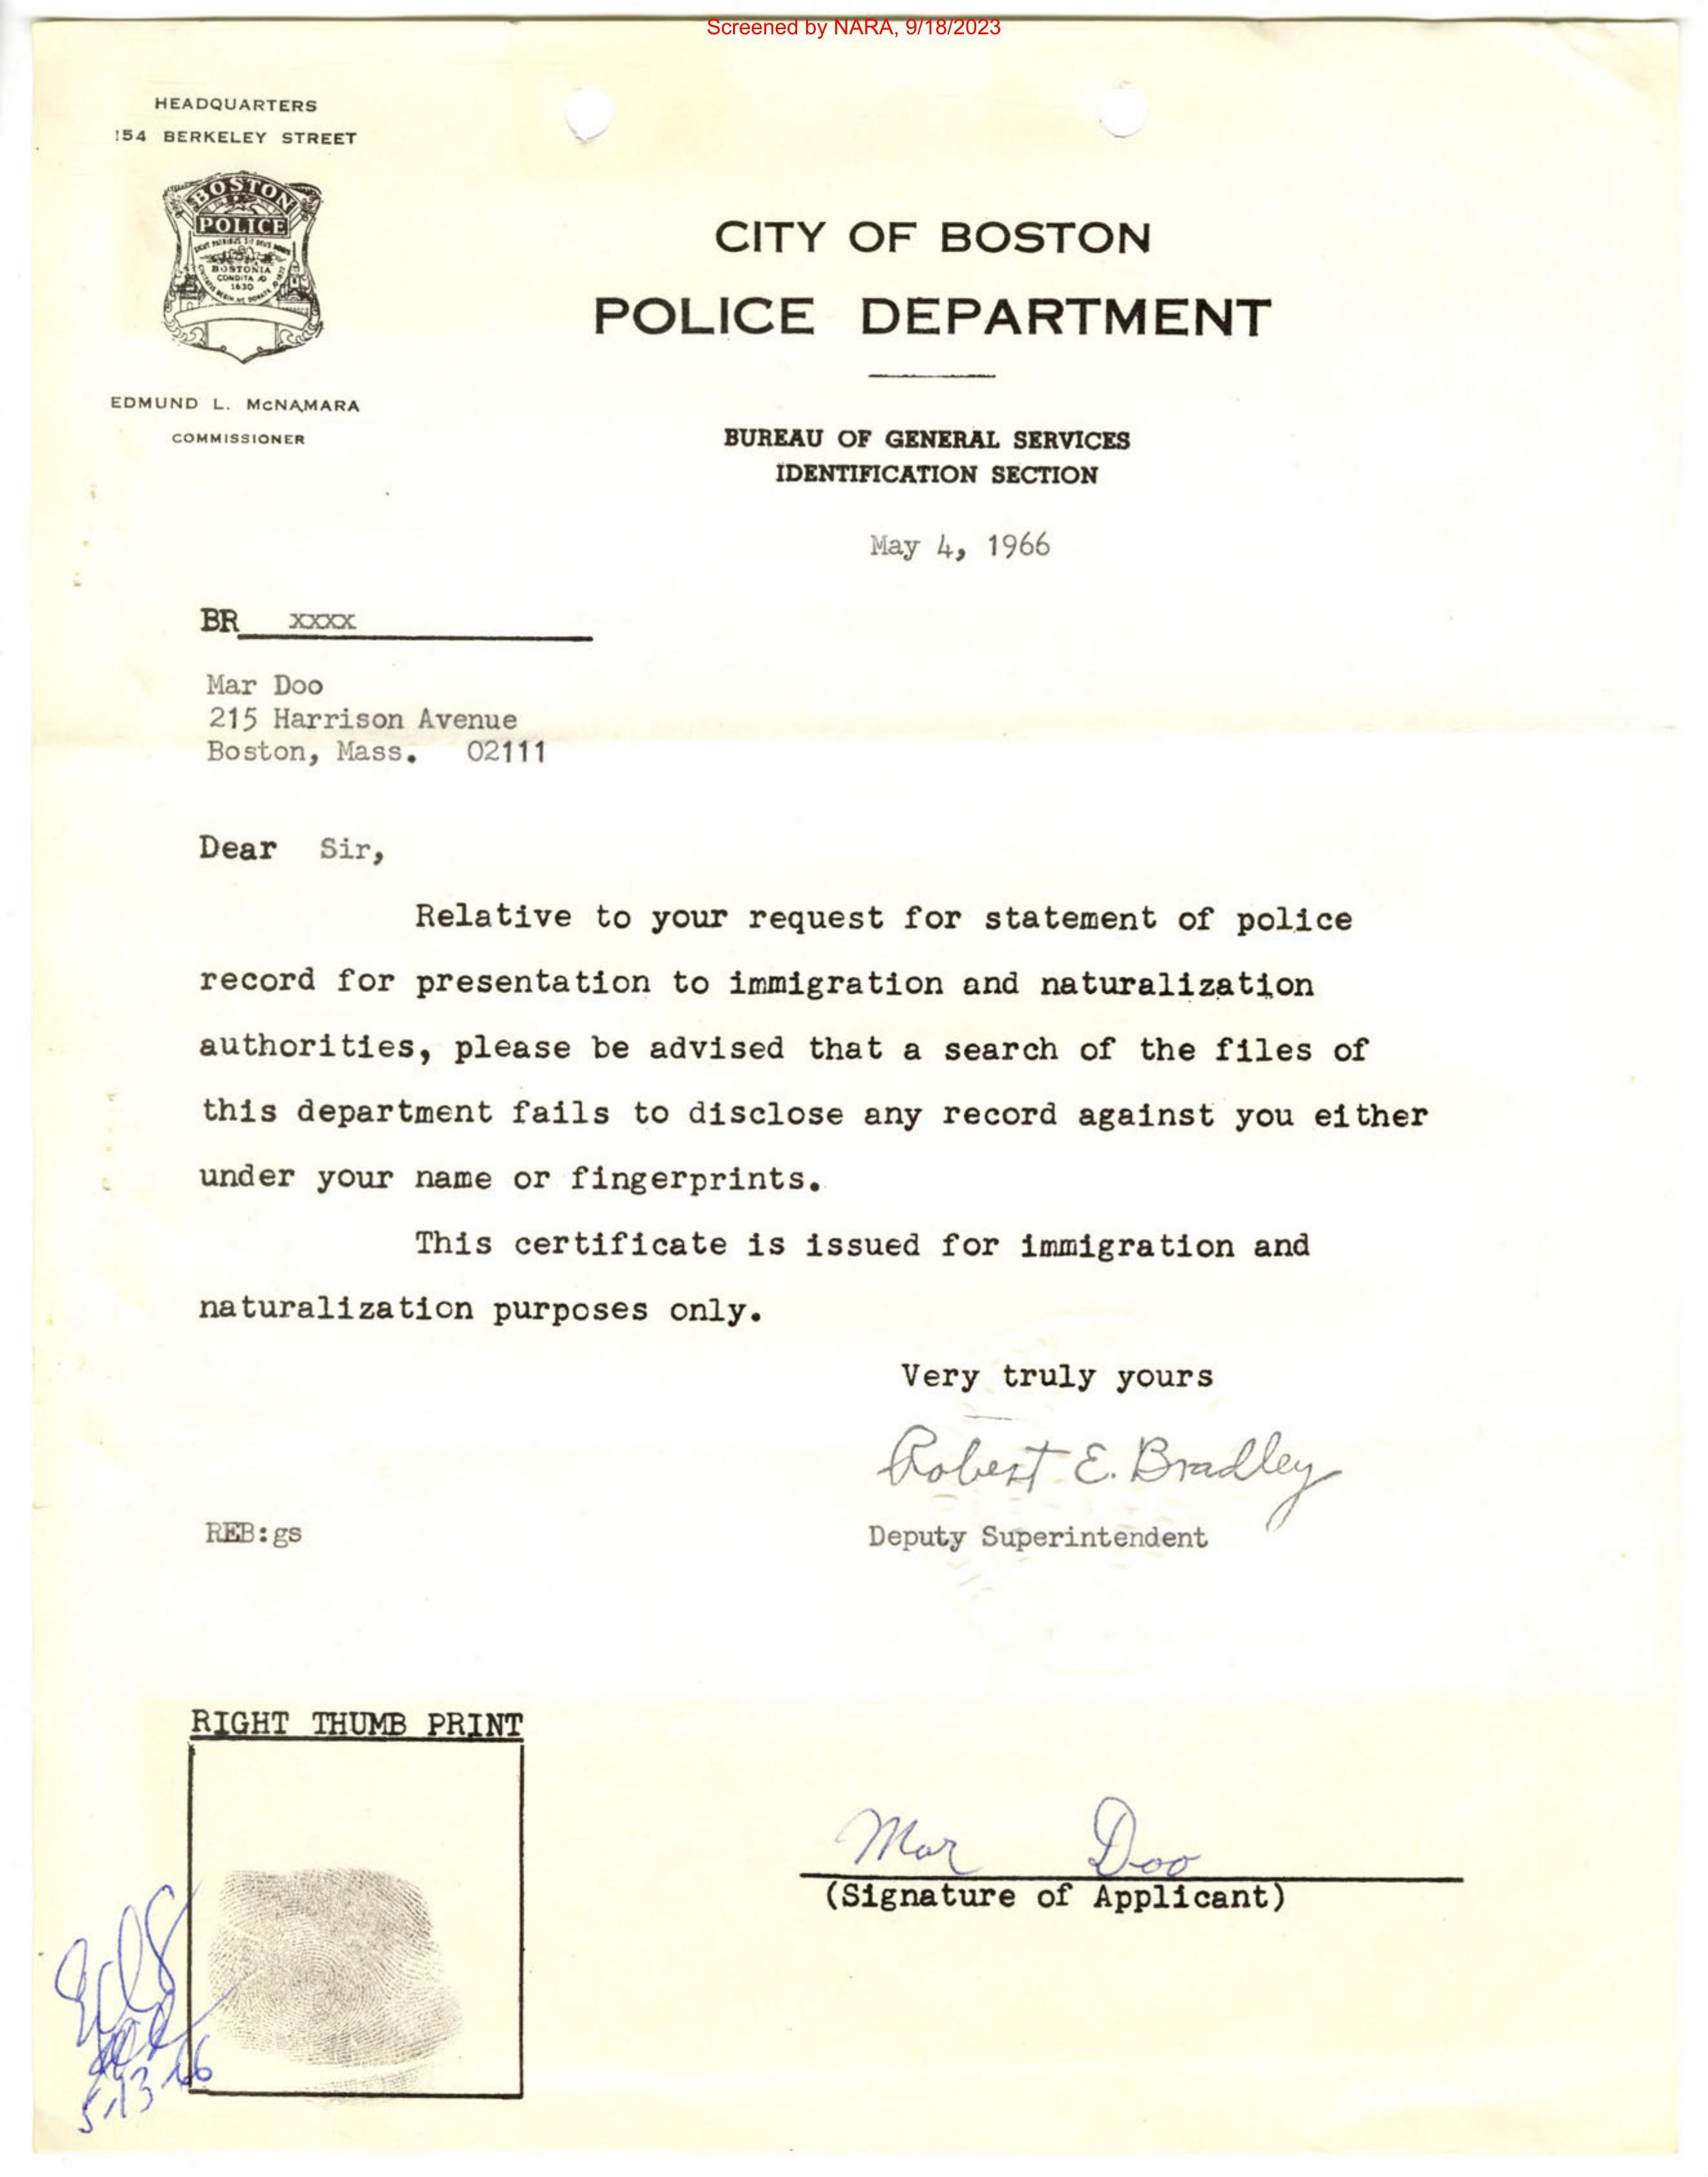 Screened by NARA, 9/18/2023
HEADQUARTERS
154 BERKELEY STREET
BOSTON
POLICE
SICUT PATRIBUS SIT DEUS NOBIS
BOSTONIA
CONDITA AD
1630
EDMUND L. McNAMARA
COMMISSIONER
CITY OF BOSTON
POLICE DEPARTMENT
BUREAU OF GENERAL SERVICES
IDENTIFICATION SECTION
May 4, 1966
BR xxxx
Mar Doo
215 Harrison Avenue
Boston, Mass. 02111
Dear Sir,
Relative to your request for statement of police
record for presentation to immigration and naturalization
authorities, please be advised that a search of the files of
this department fails to disclose any record against you either
under your name or fingerprints.
This certificate is issued for immigration and
naturalization purposes only.
Very truly yours
Robert E. Bradley
REB:gs
Deputy Superintendent
RIGHT THUMB PRINT
Mar Doo
(Signature of Applicant)
5/13/66